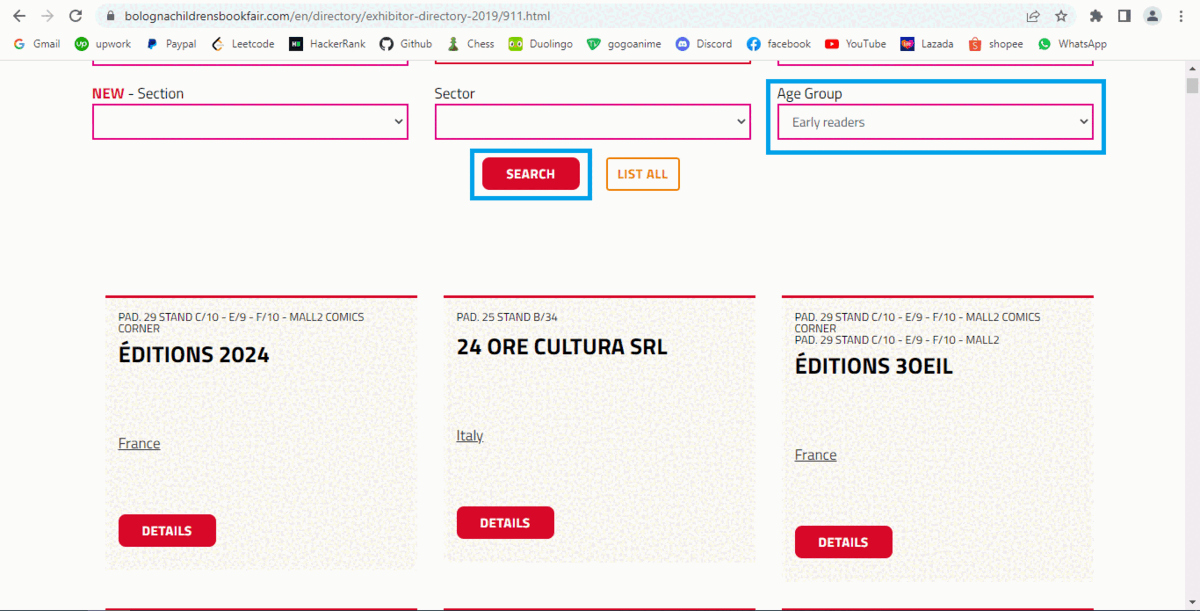 bolognachildrensbookfair.com/en/directory/exhibitor-directory-2019/911.html
Gmail upwork Paypal Leetcode HackerRank Github Chess Duolingo gogoanime Discord facebook YouTube Lazada shopee WhatsApp
NEW - Section Sector Age Group
Early readers
SEARCH LIST ALL
PAD. 29 STAND C/10 - E/9 - F/10 - MALL2 COMICS
CORNER
ÉDITIONS 2024
France
DETAILS
PAD. 25 STAND B/34
24 ORE CULTURA SRL
Italy
DETAILS
PAD. 29 STAND C/10 - E/9 - F/10 - MALL2 COMICS
CORNER
PAD. 29 STAND C/10 - E/9 - F/10 - MALL2
ÉDITIONS 3OEIL
France
DETAILS